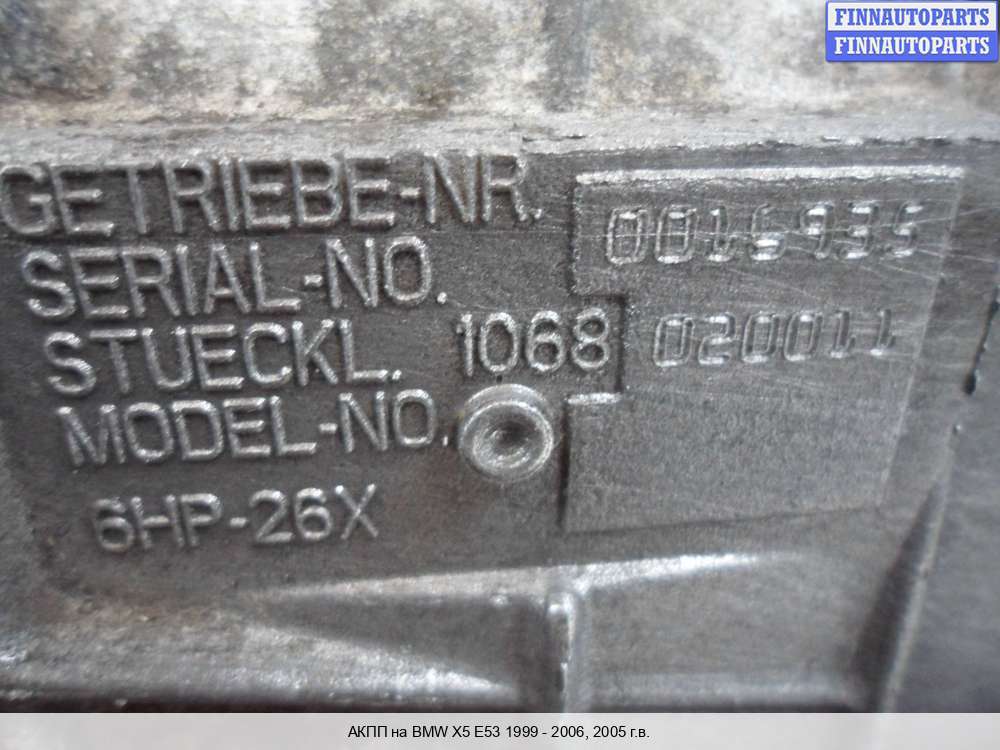 FINNAUTOPARTS
FINNAUTOPARTS
GETRIEBE-NR. 0015935
SERIAL-NO.
STUECKL. 1068 020011
MODEL-NO.
6HP-26X
АКПП на BMW X5 E53 1999 - 2006, 2005 г.в.